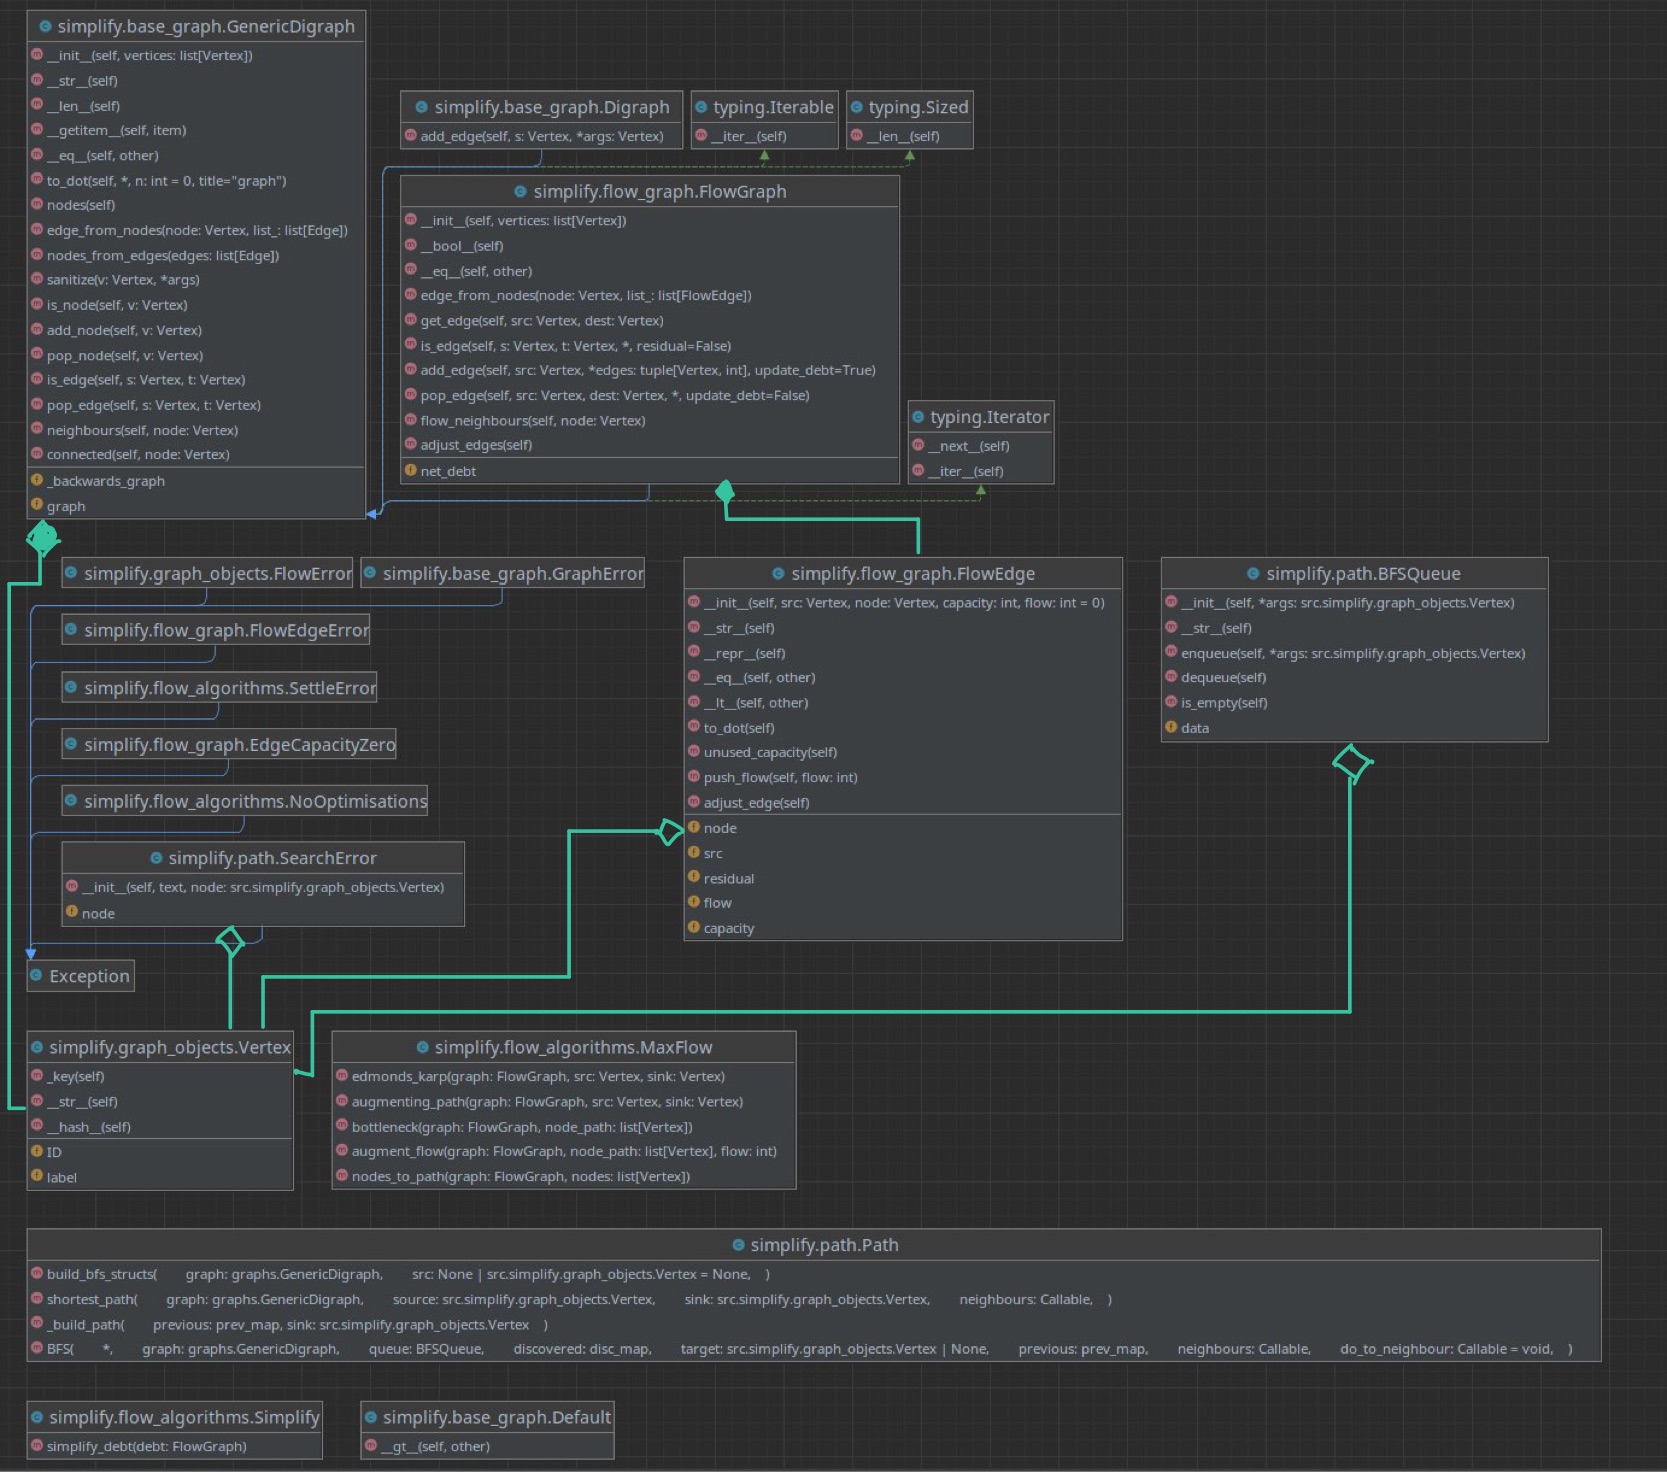 simplify.base_graph.GenericDigraph
__init__(self, vertices: list[Vertex])
__str__(self)
__len__(self)
__getitem__(self, item)
__eq__(self, other)
to_dot(self, *, n: int = 0, title="graph")
nodes(self)
edge_from_nodes(node: Vertex, list_: list[Edge])
nodes_from_edges(edges: list[Edge])
sanitize(v: Vertex, *args)
is_node(self, v: Vertex)
add_node(self, v: Vertex)
pop_node(self, v: Vertex)
is_edge(self, s: Vertex, t: Vertex)
pop_edge(self, s: Vertex, t: Vertex)
neighbours(self, node: Vertex)
connected(self, node: Vertex)
_backwards_graph
graph
simplify.base_graph.Digraph
add_edge(self, s: Vertex, *args: Vertex)
typing.Iterable
__iter__(self)
typing.Sized
__len__(self)
simplify.flow_graph.FlowGraph
__init__(self, vertices: list[Vertex])
__bool__(self)
__eq__(self, other)
edge_from_nodes(node: Vertex, list_: list[FlowEdge])
get_edge(self, src: Vertex, dest: Vertex)
is_edge(self, s: Vertex, t: Vertex, *, residual=False)
add_edge(self, src: Vertex, *edges: tuple[Vertex, int], update_debt=True)
pop_edge(self, src: Vertex, dest: Vertex, *, update_debt=False)
flow_neighbours(self, node: Vertex)
adjust_edges(self)
net_debt
typing.Iterator
__next__(self)
__iter__(self)
simplify.graph_objects.FlowError
simplify.base_graph.GraphError
simplify.flow_graph.FlowEdgeError
simplify.flow_algorithms.SettleError
simplify.flow_graph.EdgeCapacityZero
simplify.flow_algorithms.NoOptimisations
simplify.path.SearchError
__init__(self, text, node: src.simplify.graph_objects.Vertex)
node
Exception
simplify.flow_graph.FlowEdge
__init__(self, src: Vertex, node: Vertex, capacity: int, flow: int = 0)
__str__(self)
__repr__(self)
__eq__(self, other)
__lt__(self, other)
to_dot(self)
unused_capacity(self)
push_flow(self, flow: int)
adjust_edge(self)
node
src
residual
flow
capacity
simplify.path.BFSQueue
__init__(self, *args: src.simplify.graph_objects.Vertex)
__str__(self)
enqueue(self, *args: src.simplify.graph_objects.Vertex)
dequeue(self)
is_empty(self)
data
simplify.graph_objects.Vertex
_key(self)
__str__(self)
__hash__(self)
ID
label
simplify.flow_algorithms.MaxFlow
edmonds_karp(graph: FlowGraph, src: Vertex, sink: Vertex)
augmenting_path(graph: FlowGraph, src: Vertex, sink: Vertex)
bottleneck(graph: FlowGraph, node_path: list[Vertex])
augment_flow(graph: FlowGraph, node_path: list[Vertex], flow: int)
nodes_to_path(graph: FlowGraph, nodes: list[Vertex])
simplify.path.Path
build_bfs_structs( graph: graphs.GenericDigraph, src: None | src.simplify.graph_objects.Vertex = None, )
shortest_path( graph: graphs.GenericDigraph, source: src.simplify.graph_objects.Vertex, sink: src.simplify.graph_objects.Vertex, neighbours: Callable, )
_build_path( previous: prev_map, sink: src.simplify.graph_objects.Vertex )
BFS( *, graph: graphs.GenericDigraph, queue: BFSQueue, discovered: disc_map, target: src.simplify.graph_objects.Vertex | None, previous: prev_map, neighbours: Callable, do_to_neighbour: Callable = void, )
simplify.flow_algorithms.Simplify
simplify_debt(debt: FlowGraph)
simplify.base_graph.Default
__gt__(self, other)